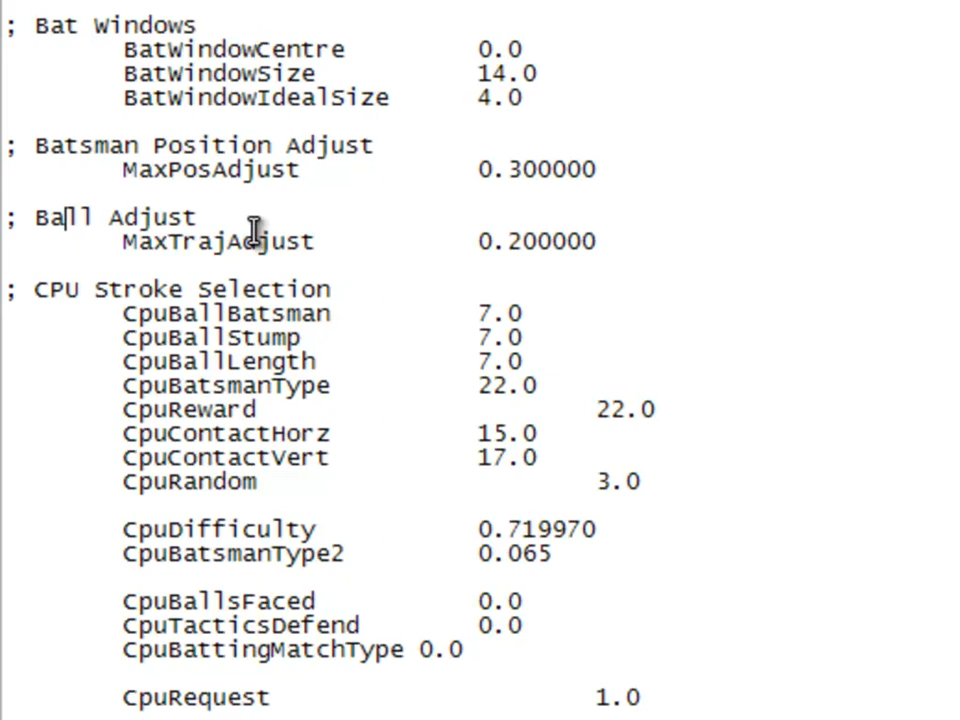 ; Bat Windows
BatWindowCentre 0.0
BatWindowSize 14.0
BatWindowIdealSize 4.0
; Batsman Position Adjust
MaxPosAdjust 0.300000
; Ball Adjust
MaxTrajAdjust 0.200000
; CPU Stroke Selection
CpuBallBatsman 7.0
CpuBallStump 7.0
CpuBallLength 7.0
CpuBatsmanType 22.0
CpuReward 22.0
CpuContactHorz 15.0
CpuContactVert 17.0
CpuRandom 3.0
CpuDifficulty 0.719970
CpuBatsmanType2 0.065
CpuBallsFaced 0.0
CpuTacticsDefend 0.0
CpuBattingMatchType 0.0
CpuRequest 1.0